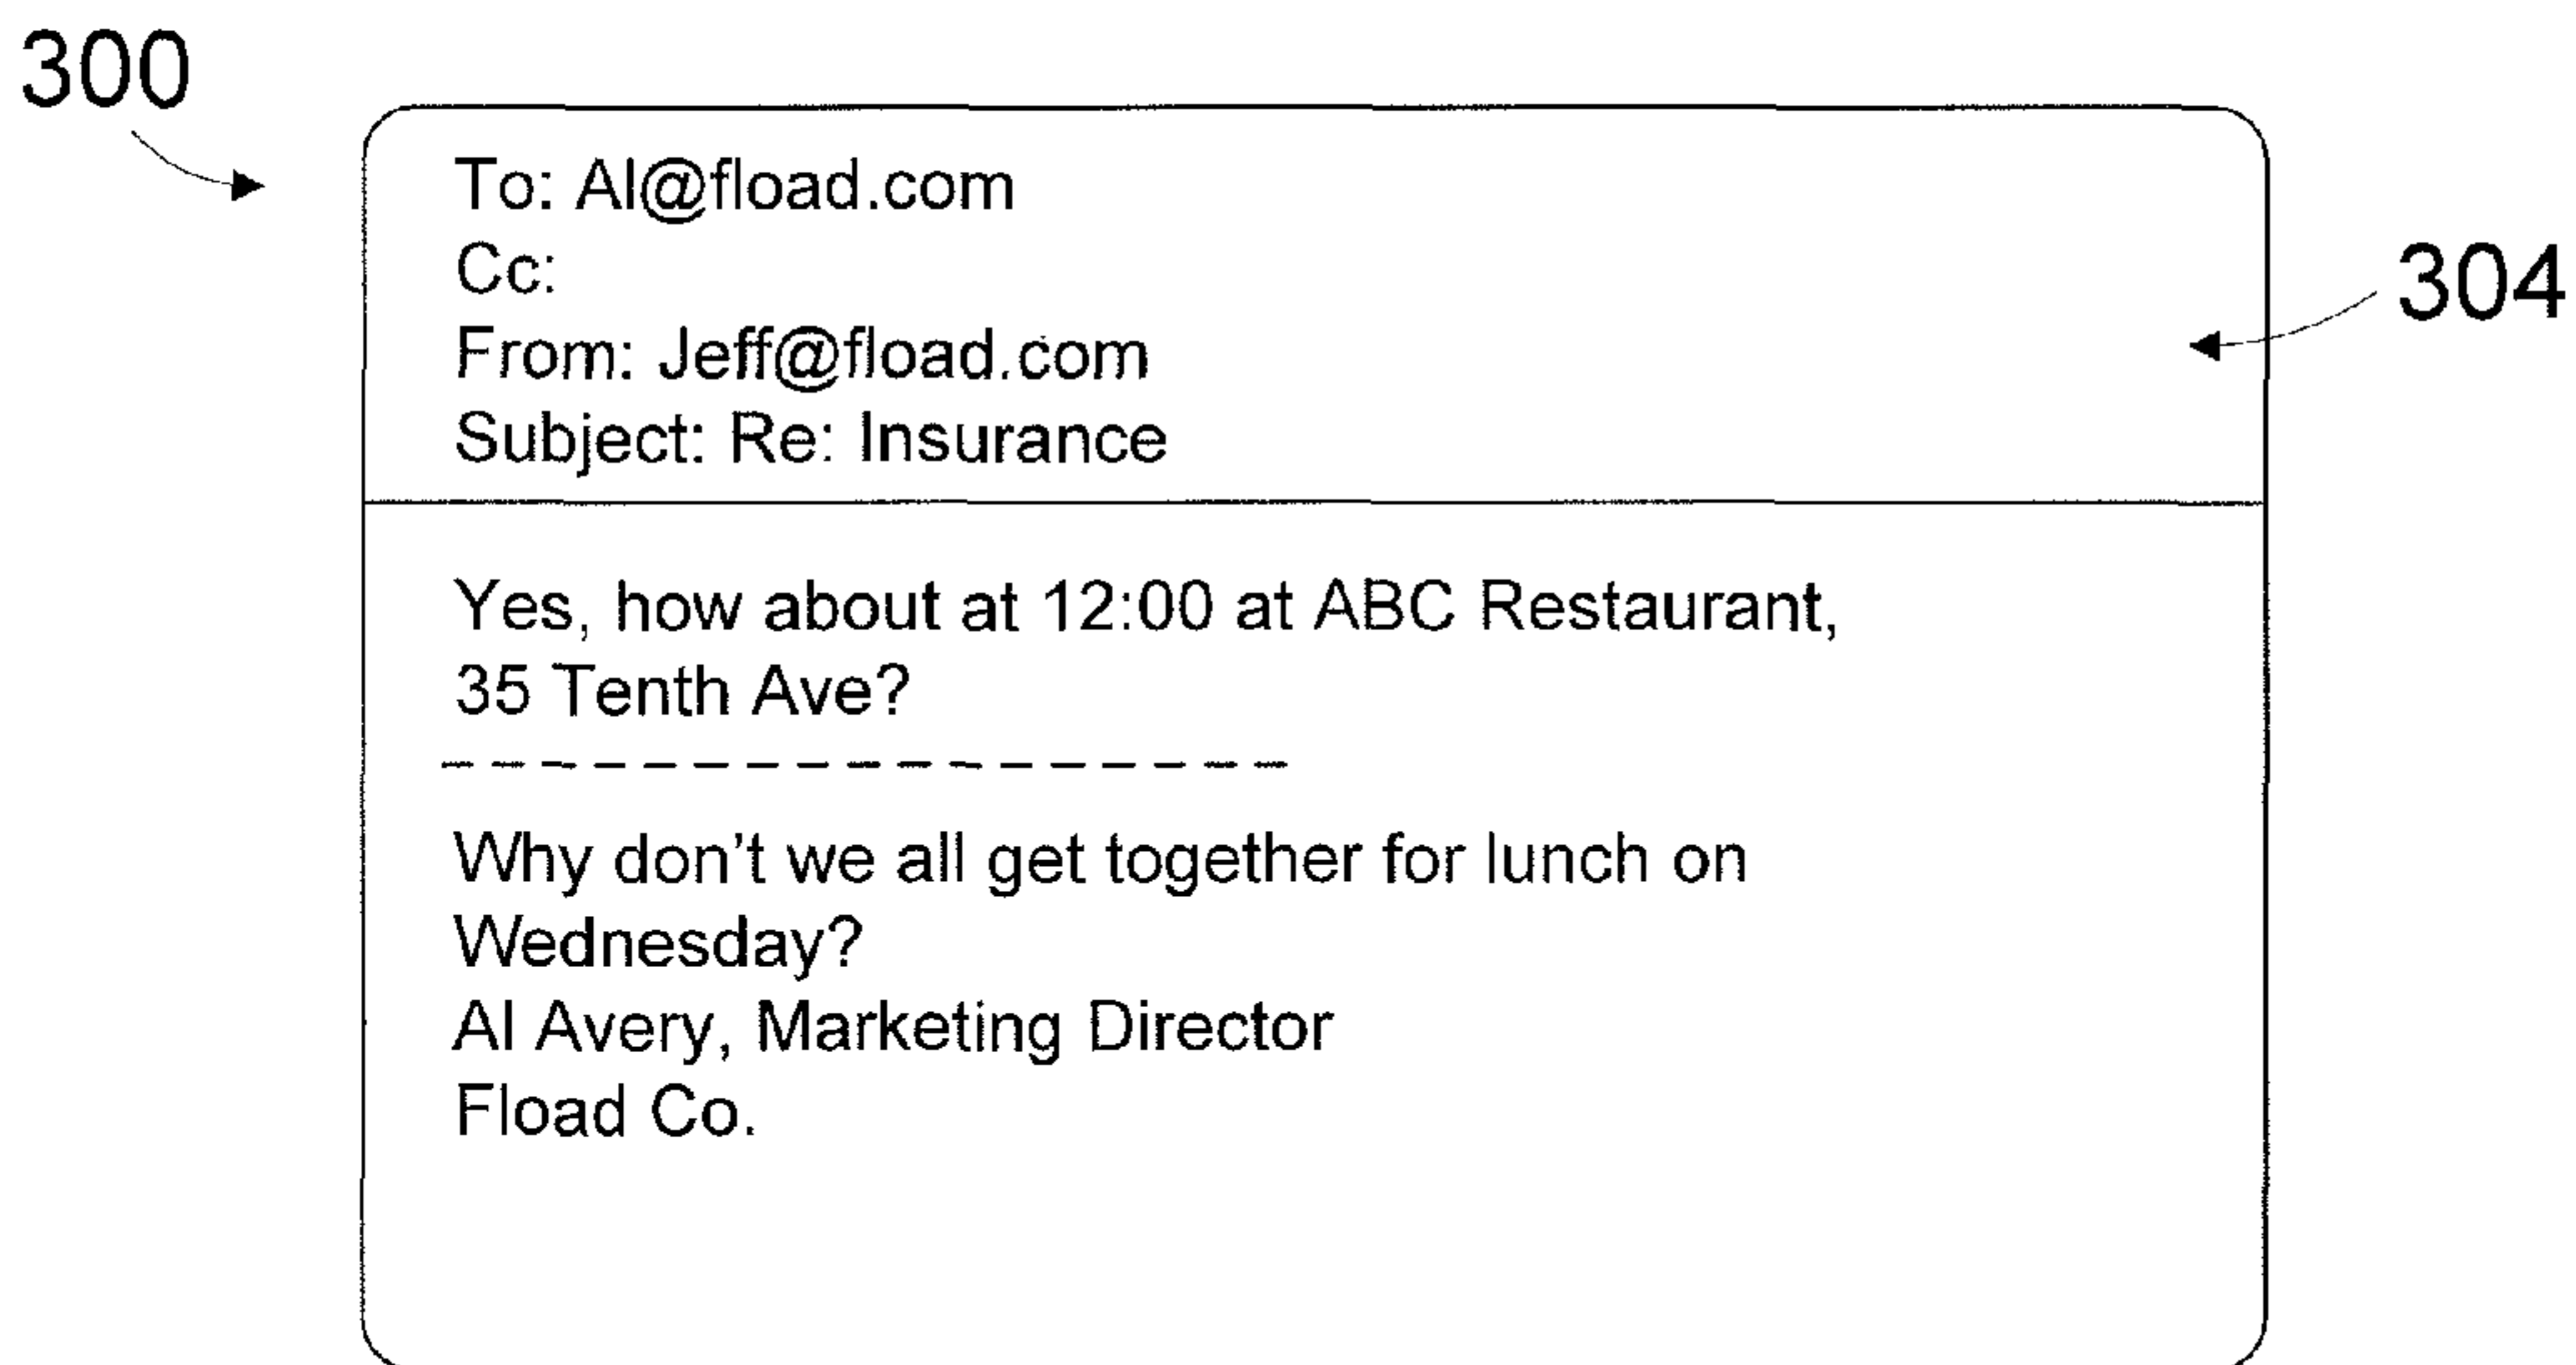 300
To: Al@fload.com
Cc:
From: Jeff@fload.com
304
Subject: Re: Insurance
Yes, how about at 12:00 at ABC Restaurant,
35 Tenth Ave?
Why don't we all get together for lunch on
Wednesday?
Al Avery, Marketing Director
Fload Co.